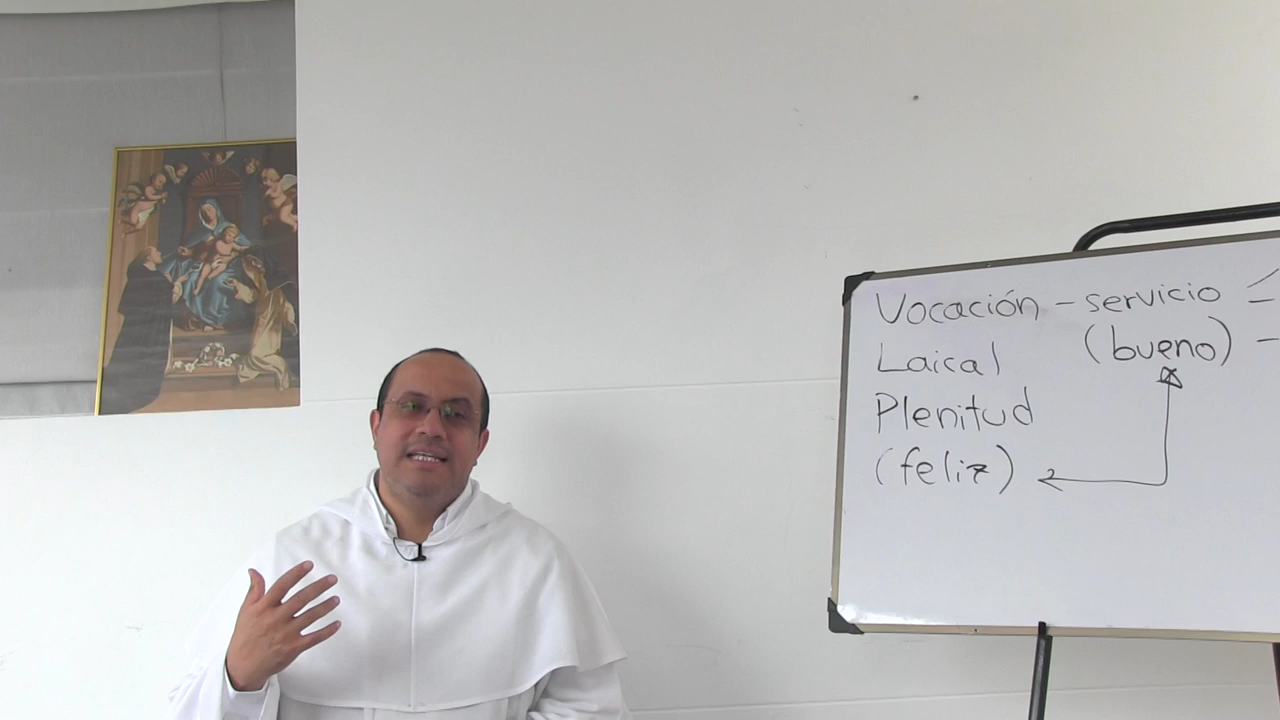 Vocación - servicio
Laical (bueno) -
Plenitud
(feliz)